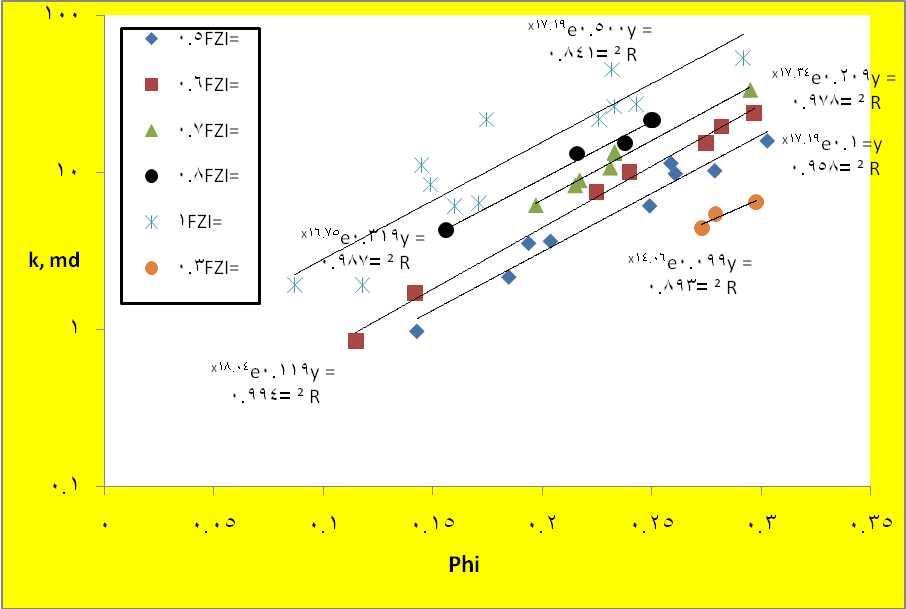 ١٠٠
١٠
١
٠.١
k, md
٠.٥FZI=
٠.٦FZI=
٠.٧FZI=
٠.٨FZI=
١FZI=
٠.٣FZI=
x١٧.١٩e٠.٥٠٠y =
٠.٨٤١= ² R
x١٧.٣٤e٠.٢٠٩y =
٠.٩٧٨= ² R
x١٧.١٩e٠.١=y
٠.٩٥٨= ² R
x١٦.٧٥e٠.٣١٩y =
٠.٩٨٧= ² R
x١٤.٠٦e٠.٠٩٩y =
٠.٨٩٣= ² R
x١٨.٠٤e٠.١١٩y =
٠.٩٩٤= ² R
٠ ٠.٠٥ ٠.١ ٠.١٥ ٠.٢ ٠.٢٥ ٠.٣ ٠.٣٥
Phi